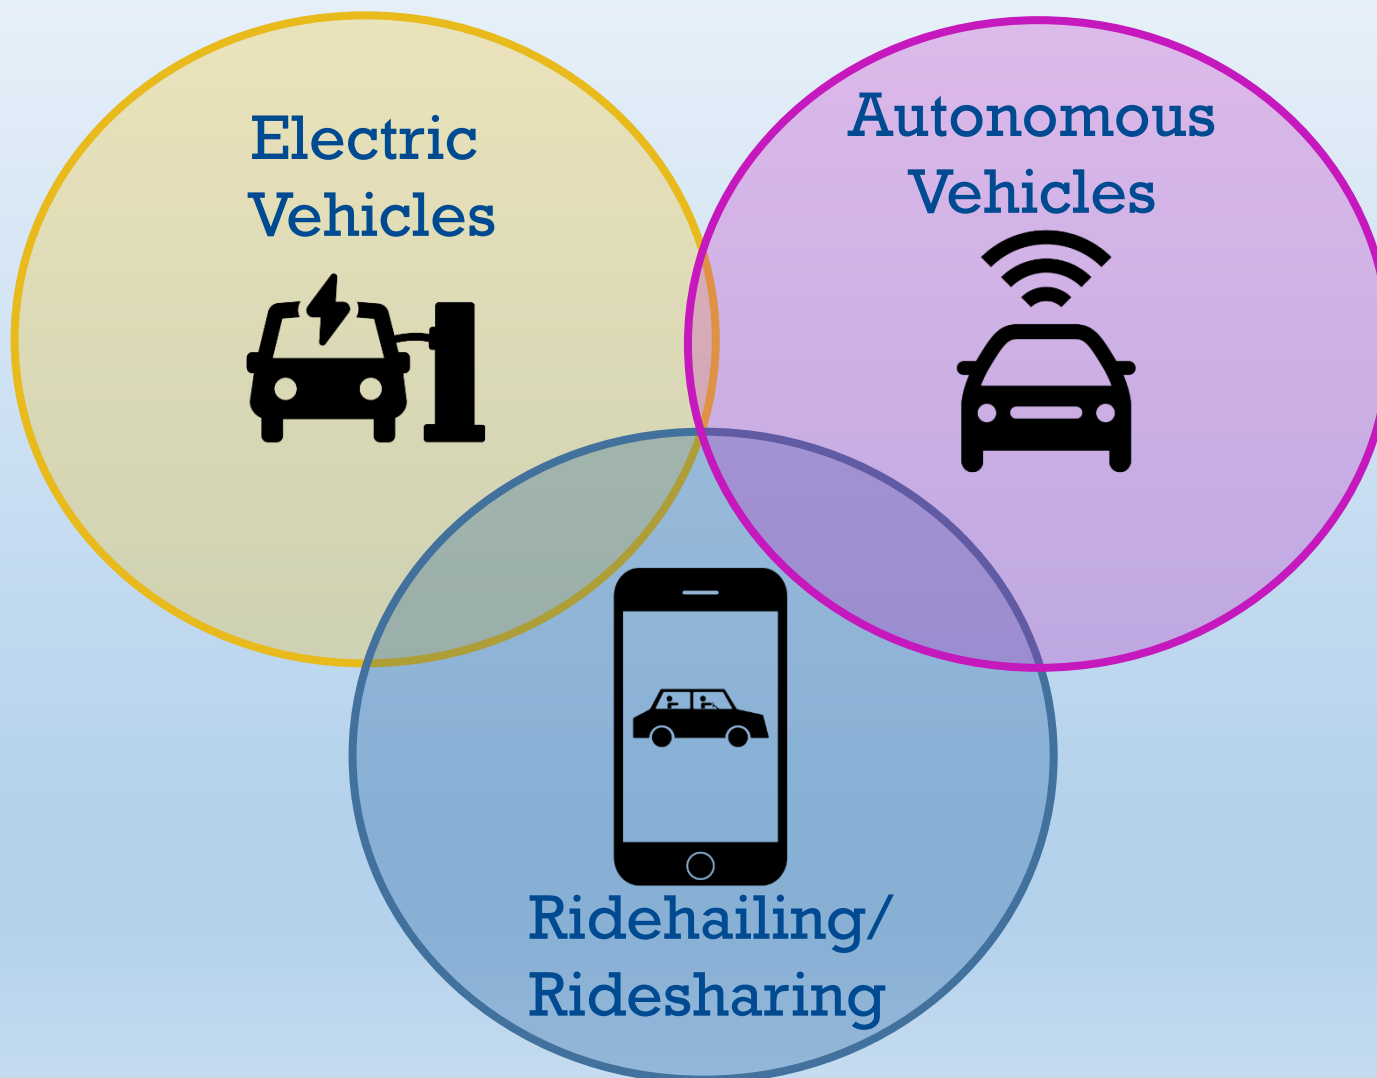 Electric
Vehicles
Autonomous
Vehicles
Ridehailing/
Ridesharing